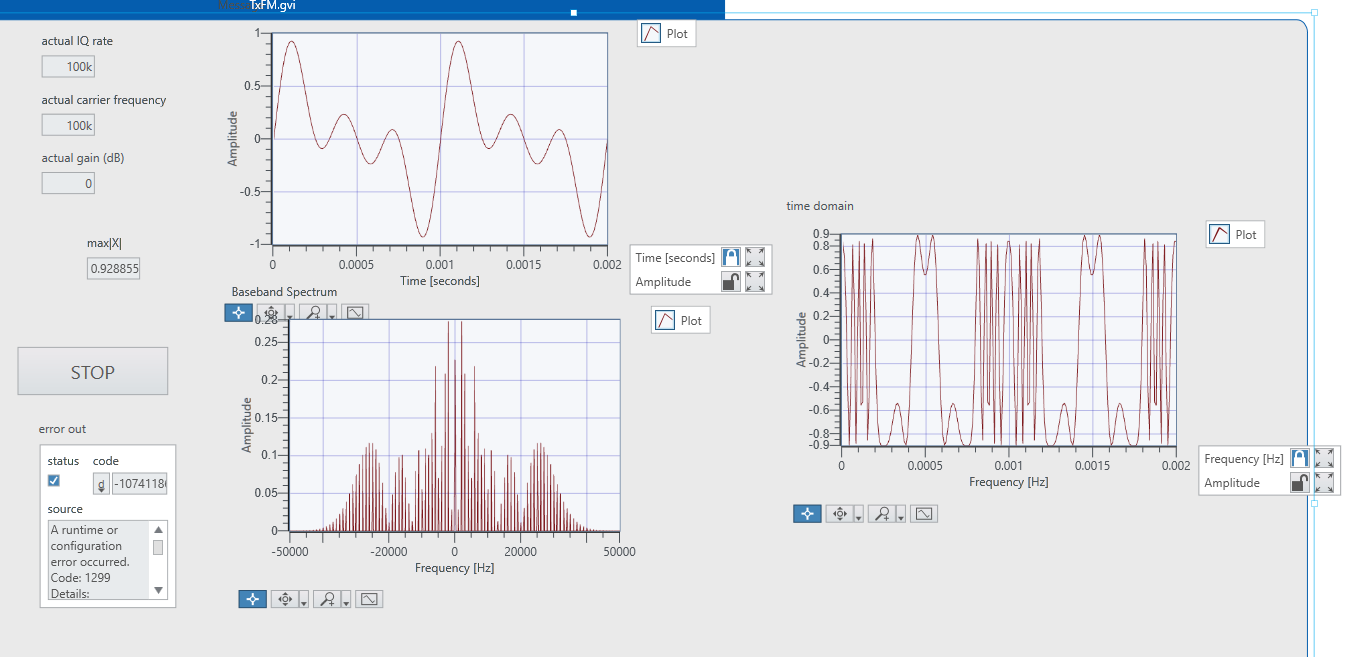 TxFM.gvi
actual IQ rate
100k
actual carrier frequency
100k
actual gain (dB)
0
max|X|
0.928855
STOP
error out
status code
d -10741180
source
A runtime or
configuration
error occurred.
Code: 1299
Details:
Plot
1
0.5
0
-0.5
-1
Amplitude
0 0.0005 0.001 0.0015 0.002
Time [seconds]
Time [seconds]
Amplitude
Baseband Spectrum
Plot
0.28
0.25
0.2
0.15
0.1
0.05
0
Amplitude
-50000 -20000 0 20000 50000
Frequency [Hz]
time domain
Plot
0.9
0.8
0.6
0.4
0.2
0
-0.2
-0.4
-0.6
-0.8
-0.9
Amplitude
0 0.0005 0.001 0.0015 0.002
Frequency [Hz]
Frequency [Hz]
Amplitude